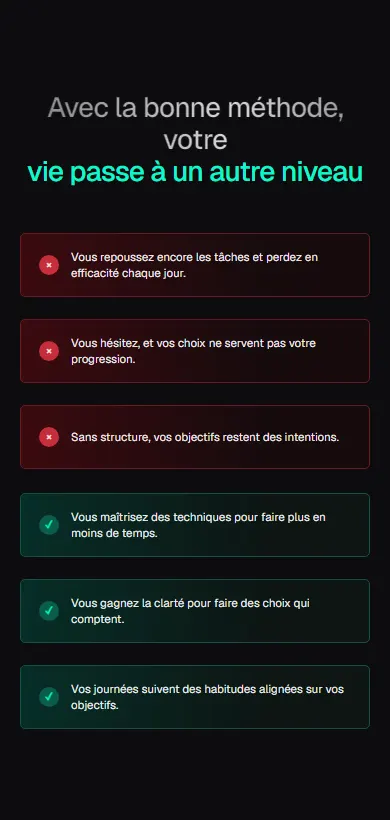 Avec la bonne méthode,
votre
vie passe à un autre niveau
Vous repoussez encore les tâches et perdez en
efficacité chaque jour.
Vous hésitez, et vos choix ne servent pas votre
progression.
Sans structure, vos objectifs restent des intentions.
Vous maîtrisez des techniques pour faire plus en
moins de temps.
Vous gagnez la clarté pour faire des choix qui
comptent.
Vos journées suivent des habitudes alignées sur vos
objectifs.